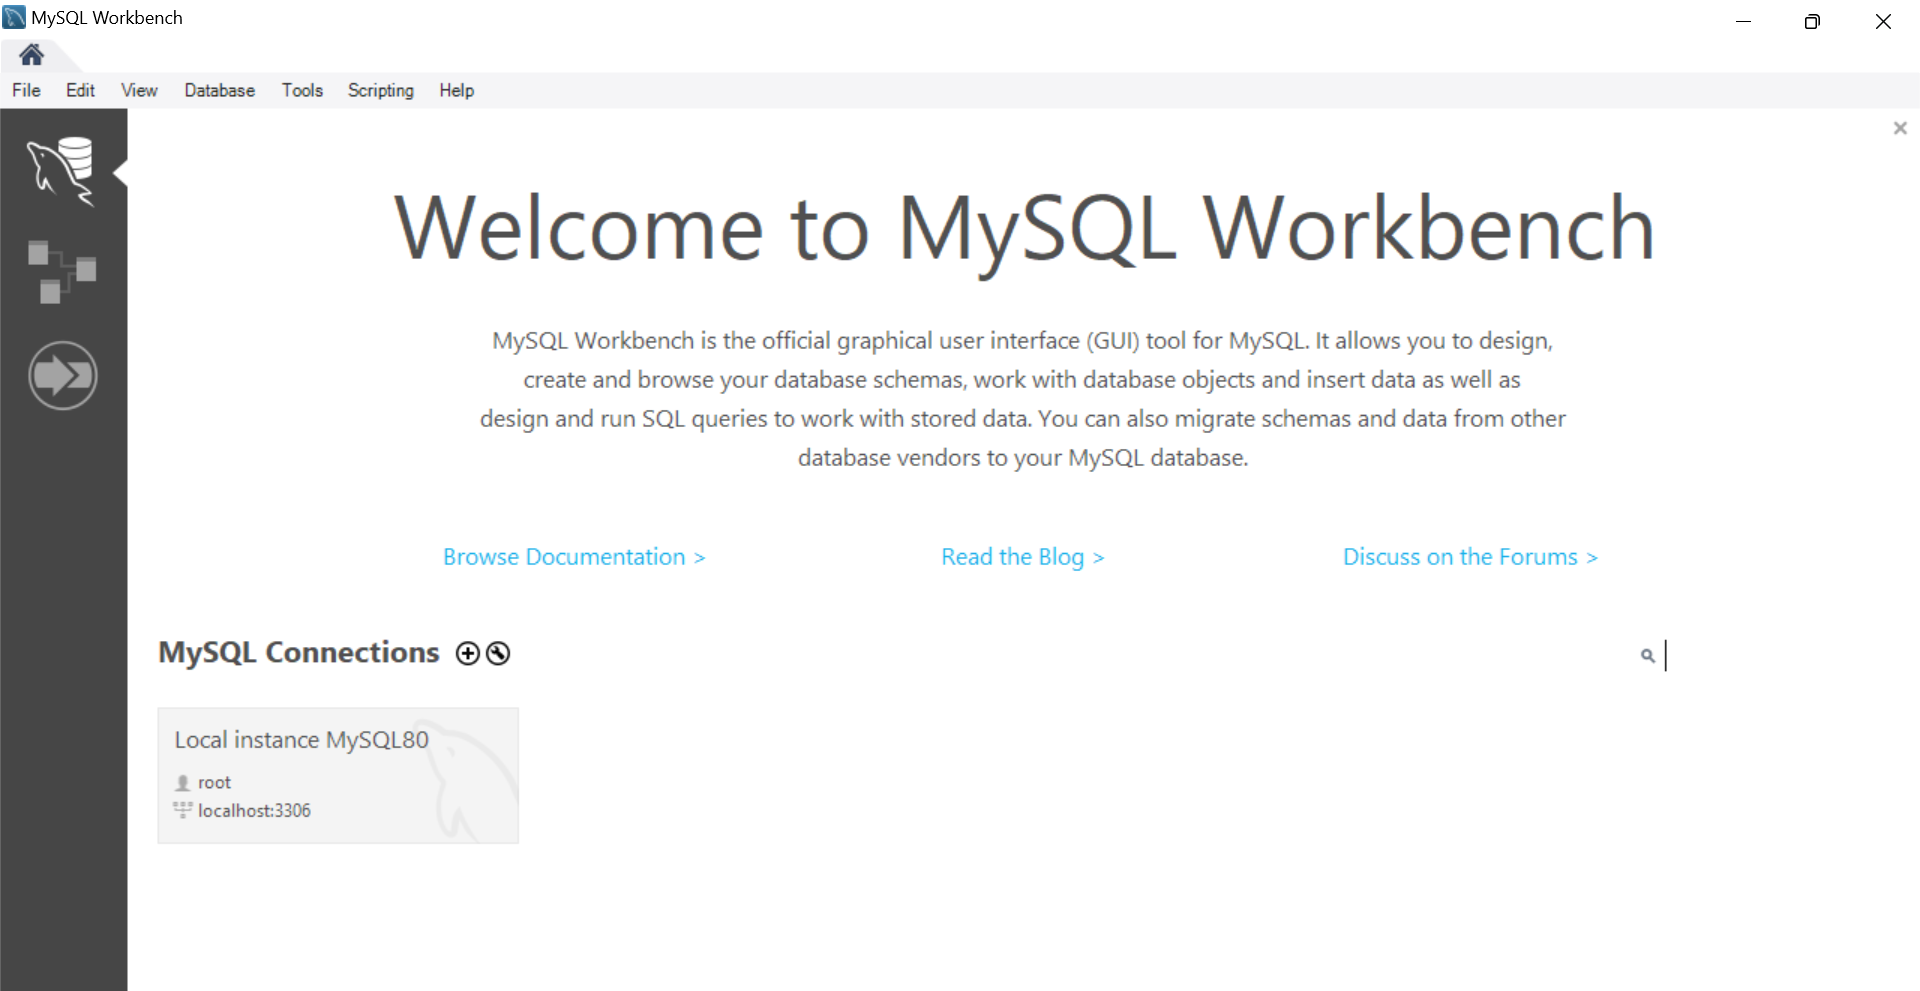 MySQL Workbench
File Edit View Database Tools Scripting Help
Welcome to MySQL Workbench
MySQL Workbench is the official graphical user interface (GUI) tool for MySQL. It allows you to design,
create and browse your database schemas, work with database objects and insert data as well as
design and run SQL queries to work with stored data. You can also migrate schemas and data from other
database vendors to your MySQL database.
Browse Documentation > Read the Blog > Discuss on the Forums >
MySQL Connections
Local instance MySQL80
root
localhost:3306